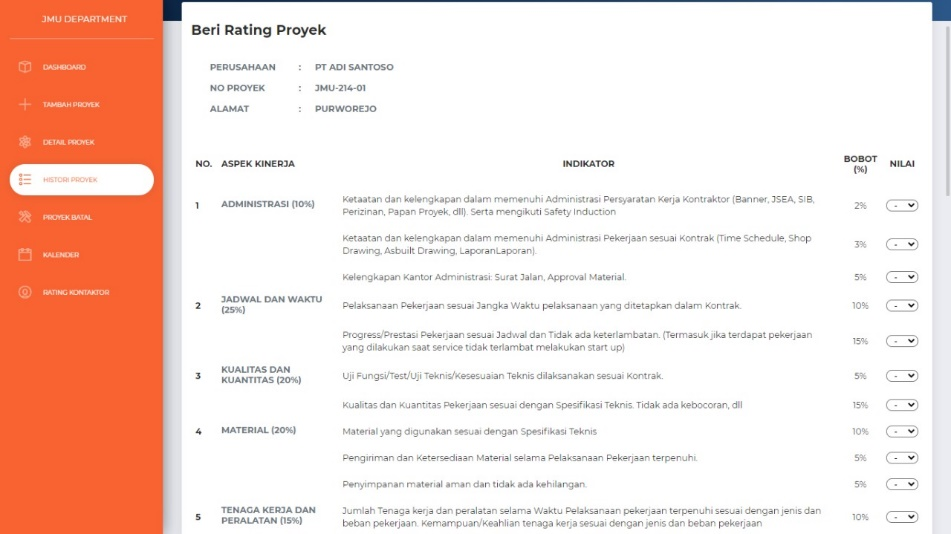 JMU DEPARTMENT
DASHBOARD
TAMBAH PROYEK
DETAIL PROYEK
HISTORI PROYEK
PROYEK BATAL
KALENDER
RATING KONTAKTOR
Beri Rating Proyek
PERUSAHAAN : PT ADI SANTOSO
NO PROYEK : JMU-214-01
ALAMAT : PURWOREJO
NO. ASPEK KINERJA INDIKATOR BOBOT (%) NILAI
1 ADMINISTRASI (10%) Ketaatan dan kelengkapan dalam memenuhi Administrasi Persyaratan Kerja Kontraktor (Banner, JSEA, SIB,
Perizinan, Papan Proyek, dll). Serta mengikuti Safety Induction 2% -
Ketaatan dan kelengkapan dalam memenuhi Administrasi Pekerjaan sesuai Kontrak (Time Schedule, Shop
Drawing, Asbuilt Drawing, LaporanLaporan). 3% -
Kelengkapan Kantor Administrasi: Surat Jalan, Approval Material. 5% -
2 JADWAL DAN WAKTU (25%) Pelaksanaan Pekerjaan sesuai Jangka Waktu pelaksanaan yang ditetapkan dalam Kontrak. 10% -
Progress/Prestasi Pekerjaan sesuai Jadwal dan Tidak ada keterlambatan. (Termasuk jika terdapat pekerjaan
yang dilakukan saat service tidak terlambat melakukan start up) 15% -
3 KUALITAS DAN KUANTITAS (20%) Uji Fungsi/Test/Uji Teknis/Kesesuaian Teknis dilaksanakan sesuai Kontrak. 5% -
Kualitas dan Kuantitas Pekerjaan sesuai dengan Spesifikasi Teknis. Tidak ada kebocoran, dll 15% -
4 MATERIAL (20%) Material yang digunakan sesuai dengan Spesifikasi Teknis 10% -
Pengiriman dan Ketersediaan Material selama Pelaksanaan Pekerjaan terpenuhi. 5% -
Penyimpanan material aman dan tidak ada kehilangan. 5% -
5 TENAGA KERJA DAN PERALATAN (15%) Jumlah Tenaga kerja dan peralatan selama Waktu Pelaksanaan pekerjaan terpenuhi sesuai dengan jenis dan
beban pekerjaan. Kemampuan/Keahlian tenaga kerja sesuai dengan jenis dan beban pekerjaan 10% -